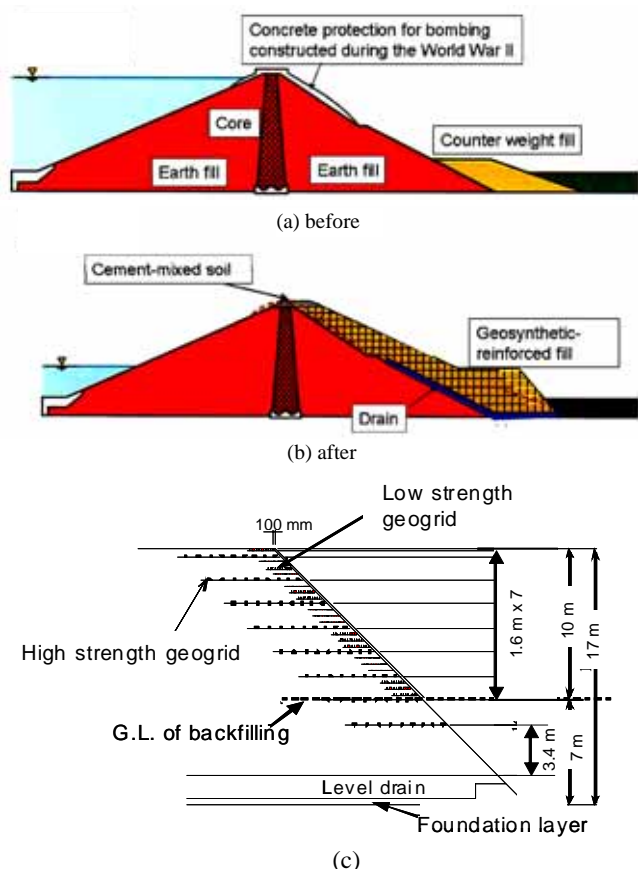 Concrete protection for bombing
constructed during the World War II
Core
Counter weight fill
Earth fill
Earth fill
(a) before
Cement-mixed soil
Geosynthetic-
reinforced fill
Drain
(b) after
Low strength
geogrid
100 mm
High strength geogrid
1.6 m x 7
10 m
17 m
G.L. of backfilling
3.4 m
7 m
Level drain
Foundation layer
(c)